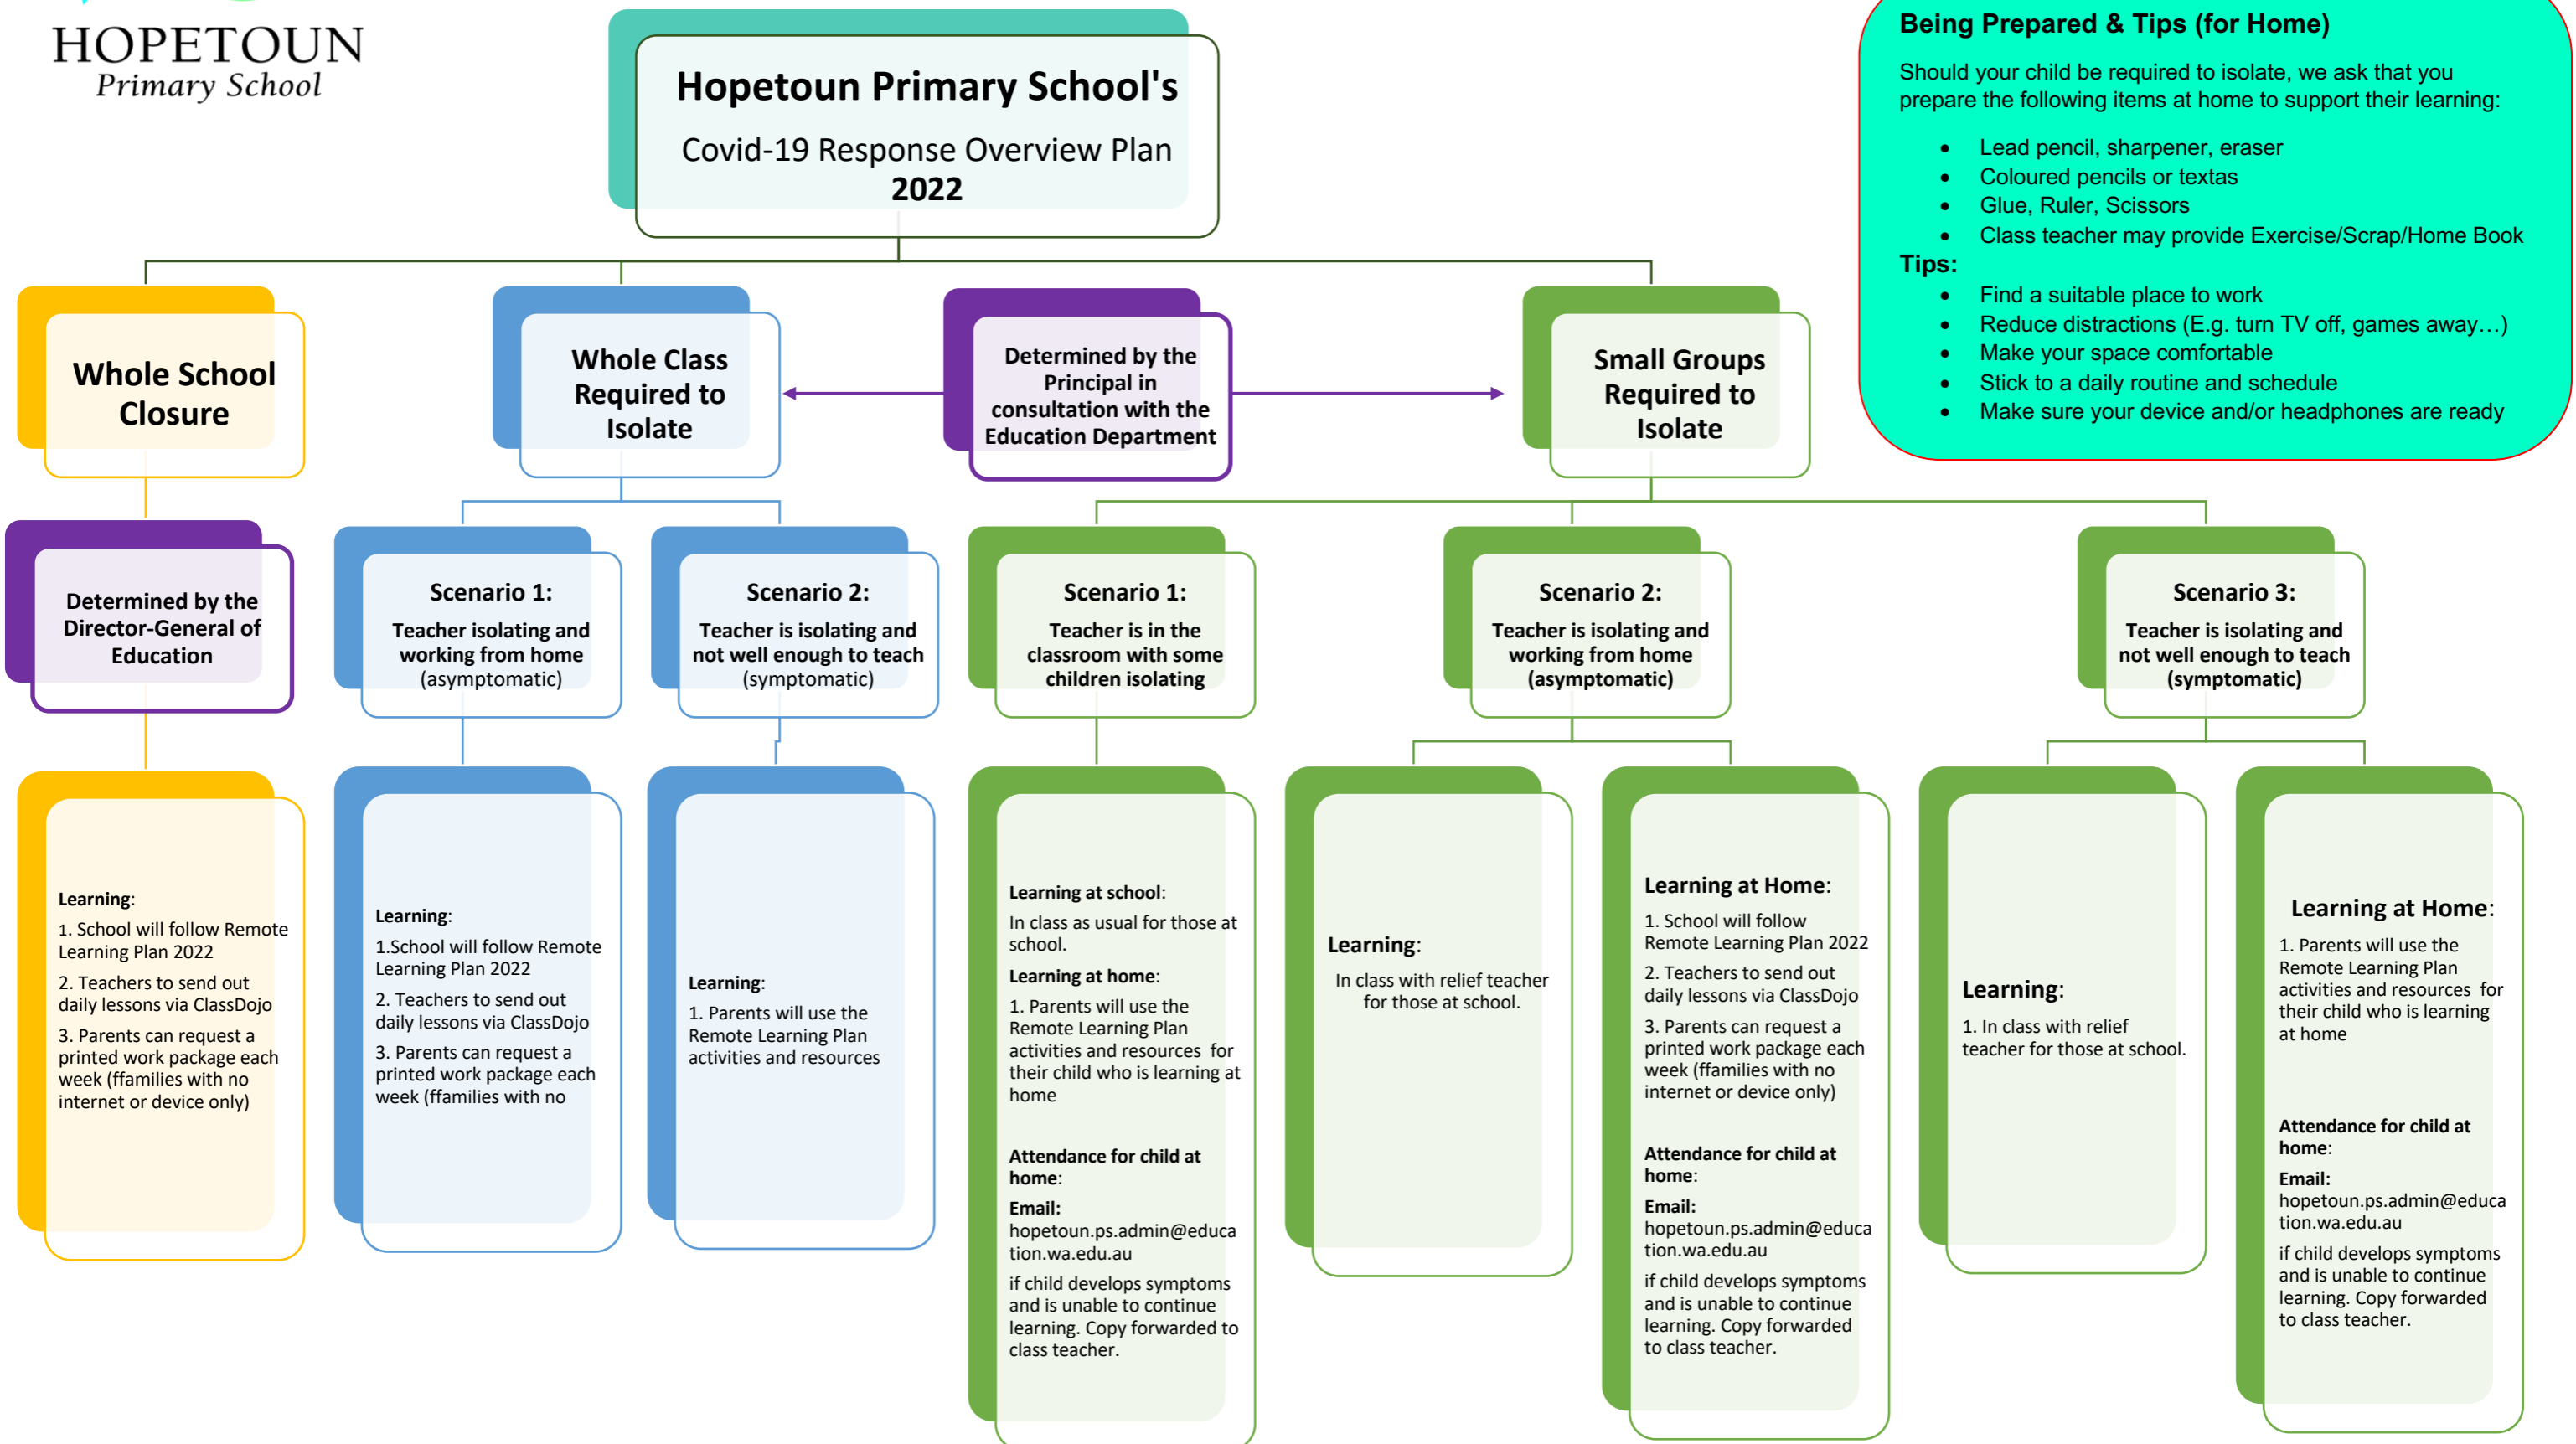 HOPETOUN
Primary School
Hopetoun Primary School's
Covid-19 Response Overview Plan
2022
Being Prepared & Tips (for Home)
Should your child be required to isolate, we ask that you
prepare the following items at home to support their learning:
• Lead pencil, sharpener, eraser
• Coloured pencils or textas
• Glue, Ruler, Scissors
• Class teacher may provide Exercise/Scrap/Home Book
Tips:
• Find a suitable place to work
• Reduce distractions (E.g. turn TV off, games away…)
• Make your space comfortable
• Stick to a daily routine and schedule
• Make sure your device and/or headphones are ready
Whole School
Closure
Whole Class
Required to
Isolate
Determined by the
Principal in
consultation with the
Education Department
Small Groups
Required to
Isolate
Determined by the
Director-General of
Education
Scenario 1:
Teacher isolating and
working from home
(asymptomatic)
Scenario 2:
Teacher is isolating and
not well enough to teach
(symptomatic)
Scenario 1:
Teacher is in the
classroom with some
children isolating
Scenario 2:
Teacher is isolating and
working from home
(asymptomatic)
Scenario 3:
Teacher is isolating and
not well enough to teach
(symptomatic)
Learning:
1. School will follow Remote
Learning Plan 2022
2. Teachers to send out
daily lessons via ClassDojo
3. Parents can request a
printed work package each
week (ffamilies with no
internet or device only)
Learning:
1.School will follow Remote
Learning Plan 2022
2. Teachers to send out
daily lessons via ClassDojo
3. Parents can request a
printed work package each
week (ffamilies with no
Learning:
1. Parents will use the
Remote Learning Plan
activities and resources
Learning at school:
In class as usual for those at
school.
Learning at home:
1. Parents will use the
Remote Learning Plan
activities and resources for
their child who is learning at
home
Attendance for child at
home:
Email:
hopetoun.ps.admin@educa
tion.wa.edu.au
if child develops symptoms
and is unable to continue
learning. Copy forwarded to
class teacher.
Learning:
In class with relief teacher
for those at school.
Learning at Home:
1. School will follow
Remote Learning Plan 2022
2. Teachers to send out
daily lessons via ClassDojo
3. Parents can request a
printed work package each
week (ffamilies with no
internet or device only)
Attendance for child at
home:
Email:
hopetoun.ps.admin@educa
tion.wa.edu.au
if child develops symptoms
and is unable to continue
learning. Copy forwarded
to class teacher.
Learning:
1. In class with relief
teacher for those at school.
Learning at Home:
1. Parents will use the
Remote Learning Plan
activities and resources for
their child who is learning
at home
Attendance for child at
home:
Email:
hopetoun.ps.admin@educa
tion.wa.edu.au
if child develops symptoms
and is unable to continue
learning. Copy forwarded
to class teacher.